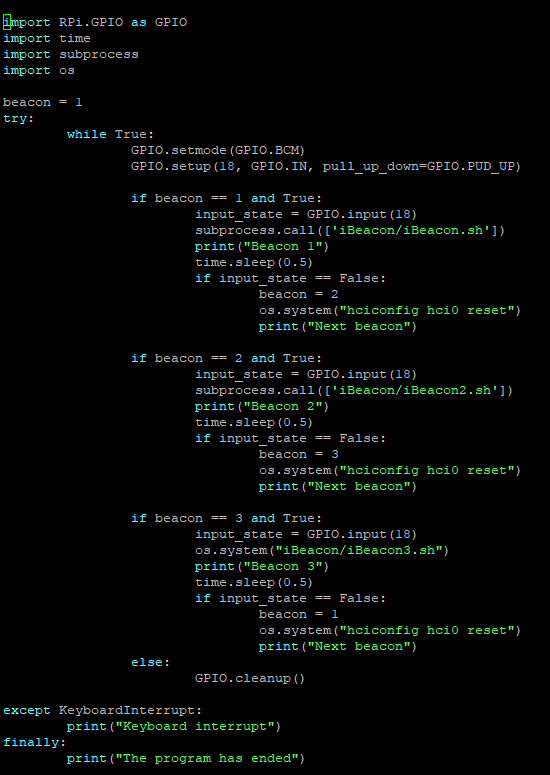 import RPi.GPIO as GPIO
import time
import subprocess
import os

beacon = 1
try:
        while True:
                GPIO.setmode(GPIO.BCM)
                GPIO.setup(18, GPIO.IN, pull_up_down=GPIO.PUD_UP)

                if beacon == 1 and True:
                        input_state = GPIO.input(18)
                        subprocess.call(['iBeacon/iBeacon.sh'])
                        print("Beacon 1")
                        time.sleep(0.5)
                        if input_state == False:
                                beacon = 2
                                os.system("hciconfig hci0 reset")
                                print("Next beacon")

                if beacon == 2 and True:
                        input_state = GPIO.input(18)
                        subprocess.call(['iBeacon/iBeacon2.sh'])
                        print("Beacon 2")
                        time.sleep(0.5)
                        if input_state == False:
                                beacon = 3
                                os.system("hciconfig hci0 reset")
                                print("Next beacon")

                if beacon == 3 and True:
                        input_state = GPIO.input(18)
                        os.system("iBeacon/iBeacon3.sh")
                        print("Beacon 3")
                        time.sleep(0.5)
                        if input_state == False:
                                beacon = 1
                                os.system("hciconfig hci0 reset")
                                print("Next beacon")
                else:
                        GPIO.cleanup()

except KeyboardInterrupt:
        print("Keyboard interrupt")
finally:
        print("The program has ended")